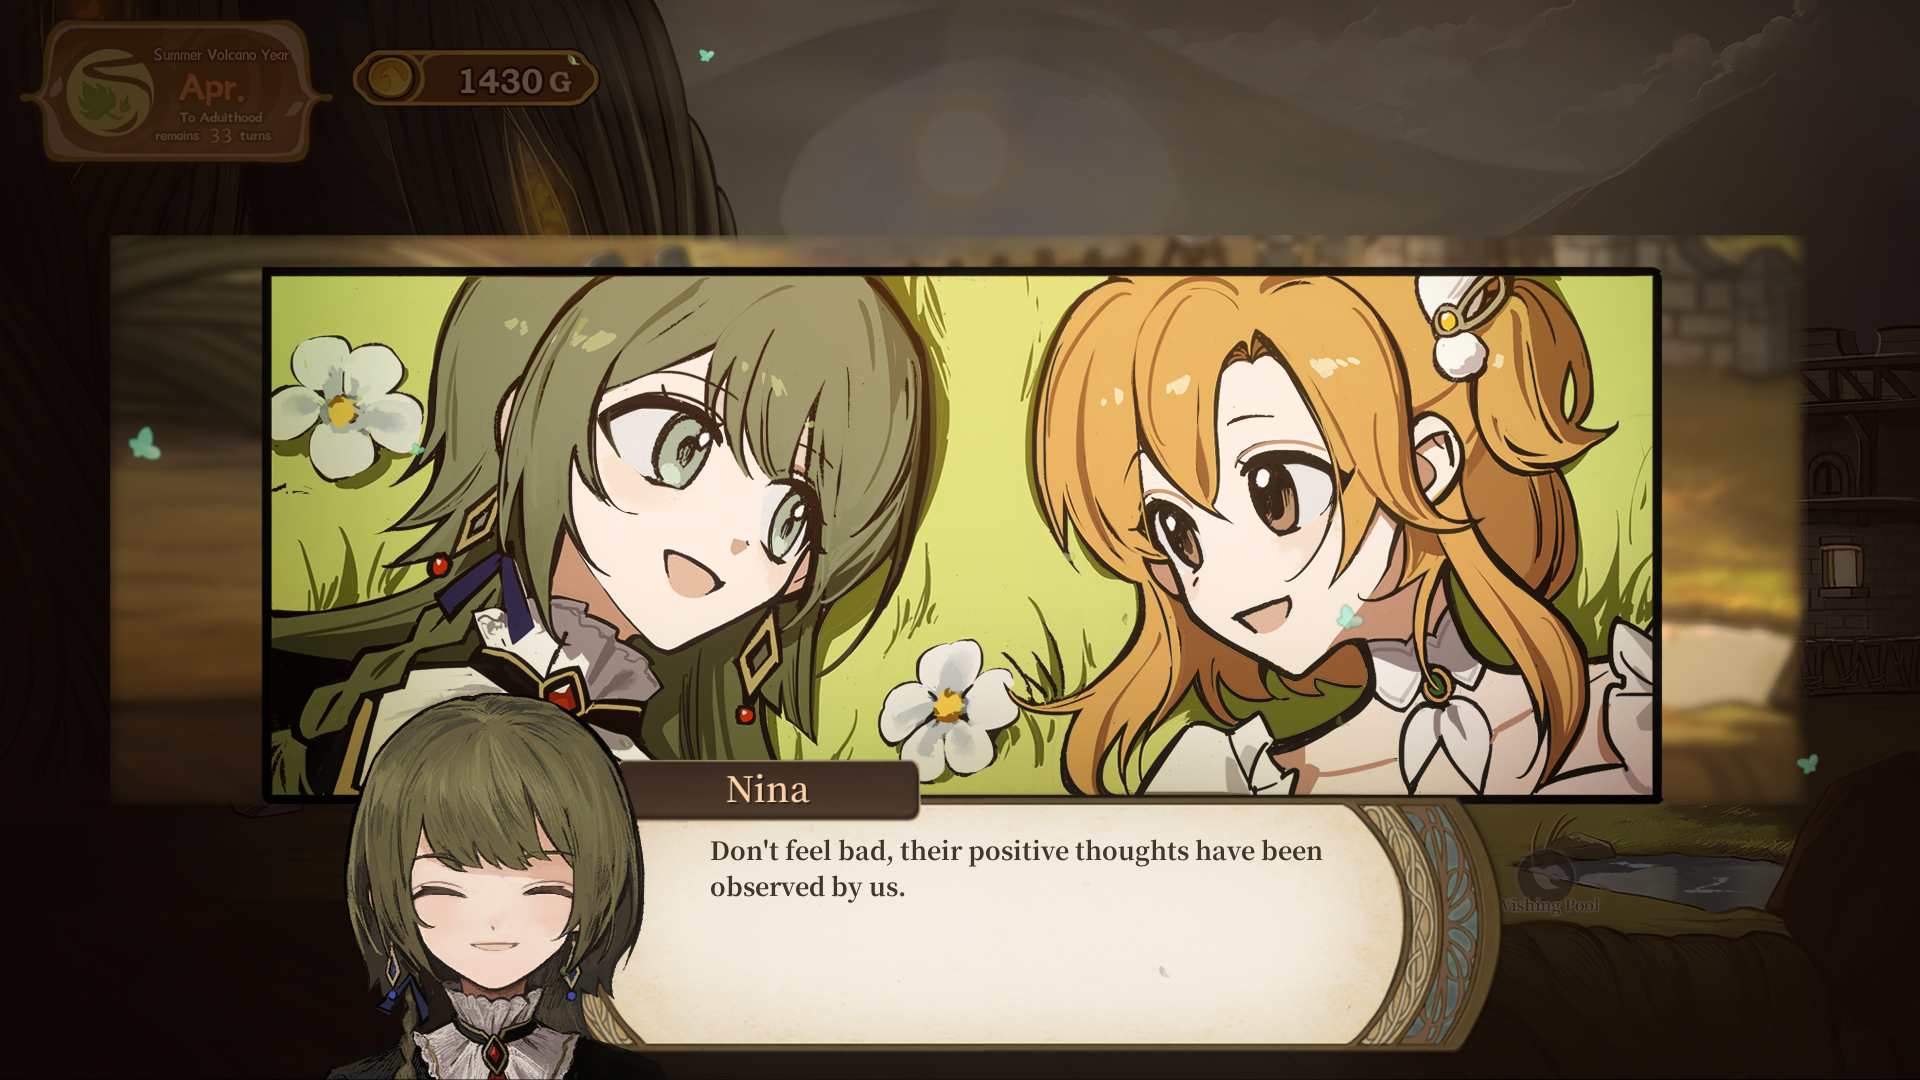 Summer Volcano Year
Apr.
To Adulthood
remains 33 turns
1430 G
Nina
Don't feel bad, their positive thoughts have been
observed by us.
Wishing Pool